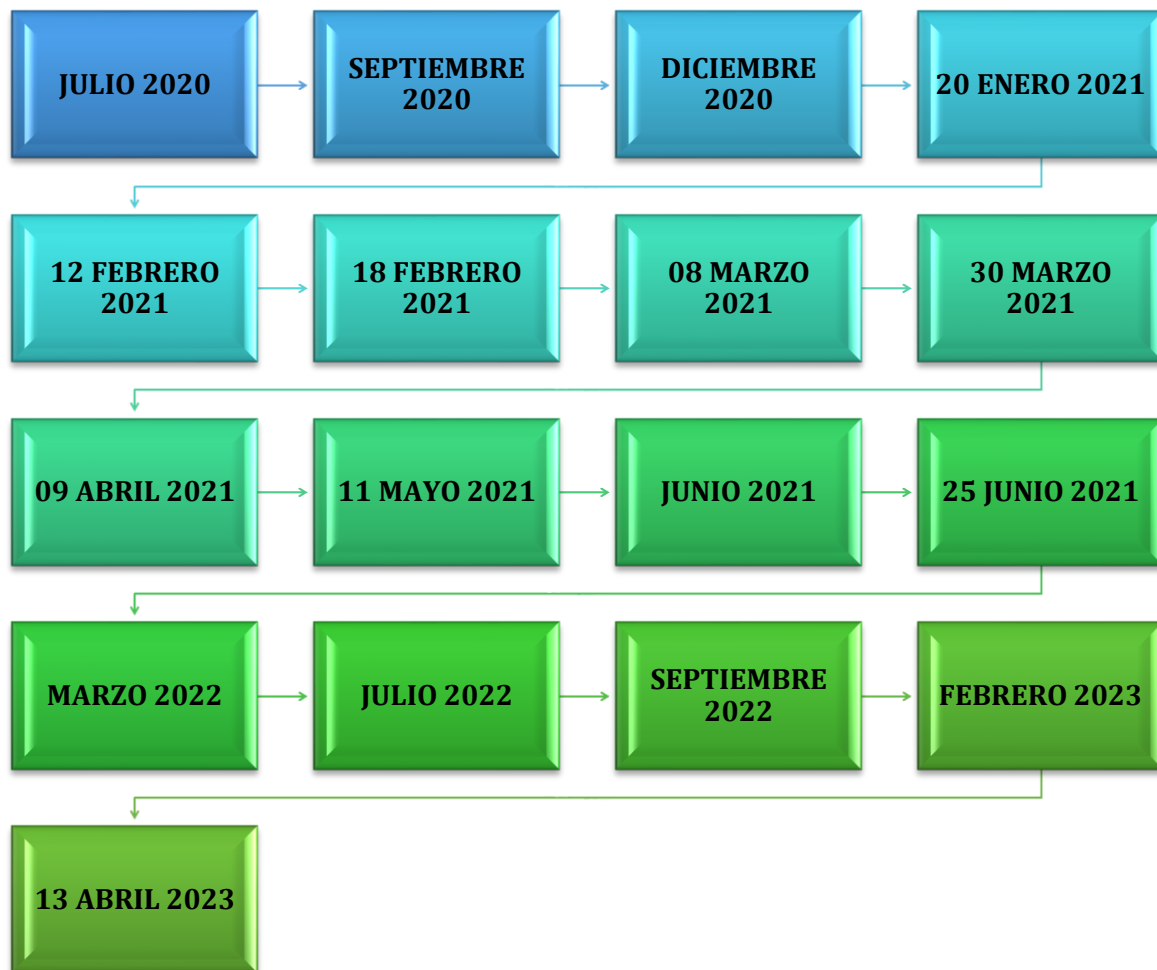 JULIO 2020
SEPTIEMBRE
2020
DICIEMBRE
2020
20 ENERO 2021
12 FEBRERO
2021
18 FEBRERO
2021
08 MARZO
2021
30 MARZO
2021
09 ABRIL 2021
11 MAYO 2021
JUNIO 2021
25 JUNIO 2021
MARZO 2022
JULIO 2022
SEPTIEMBRE
2022
FEBRERO 2023
13 ABRIL 2023